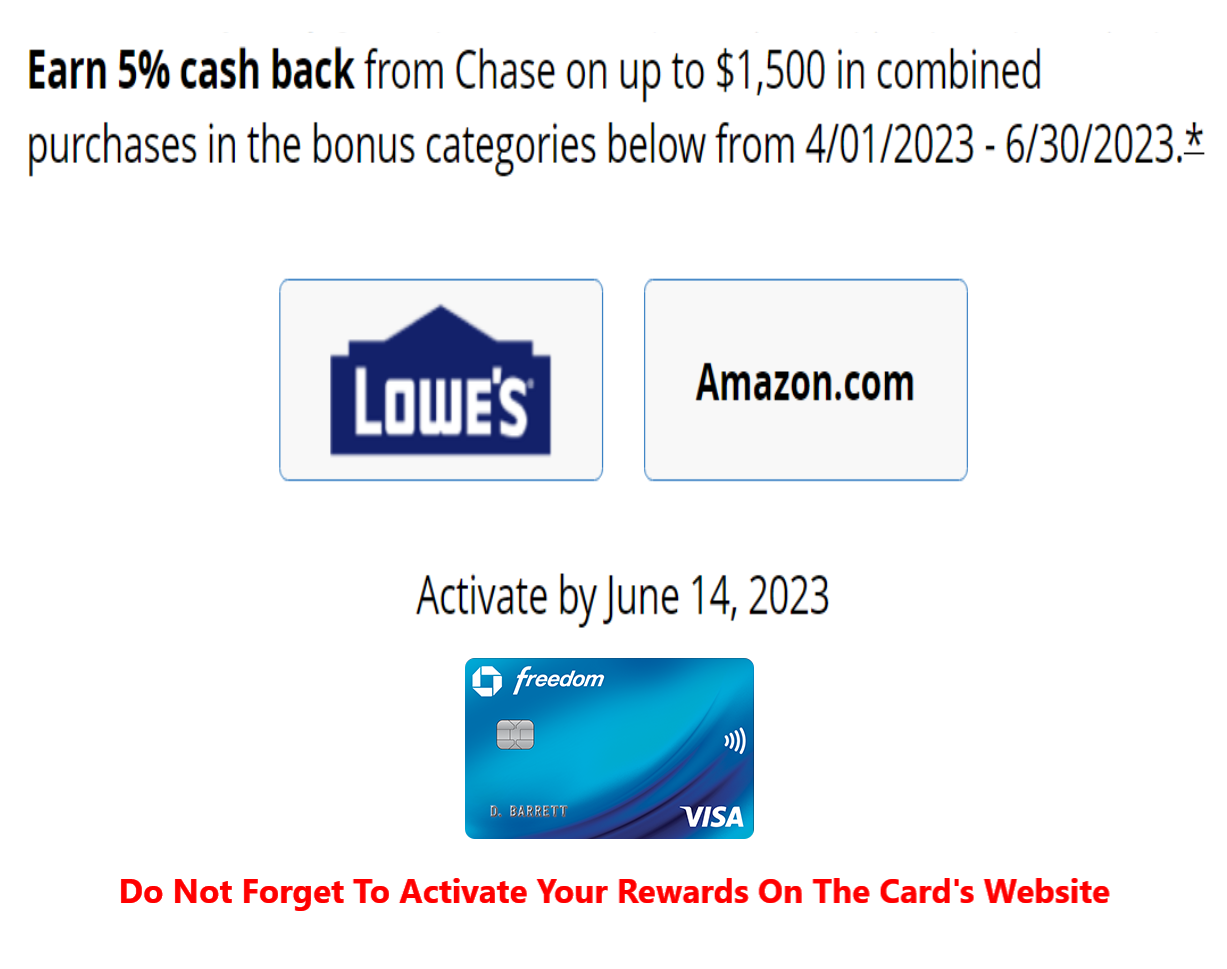 Earn 5% cash back from Chase on up to $1,500 in combined
purchases in the bonus categories below from 4/01/2023 - 6/30/2023.*
LOWE'S
Amazon.com
Activate by June 14, 2023
freedom
D. BARRETT
VISA
Do Not Forget To Activate Your Rewards On The Card's Website